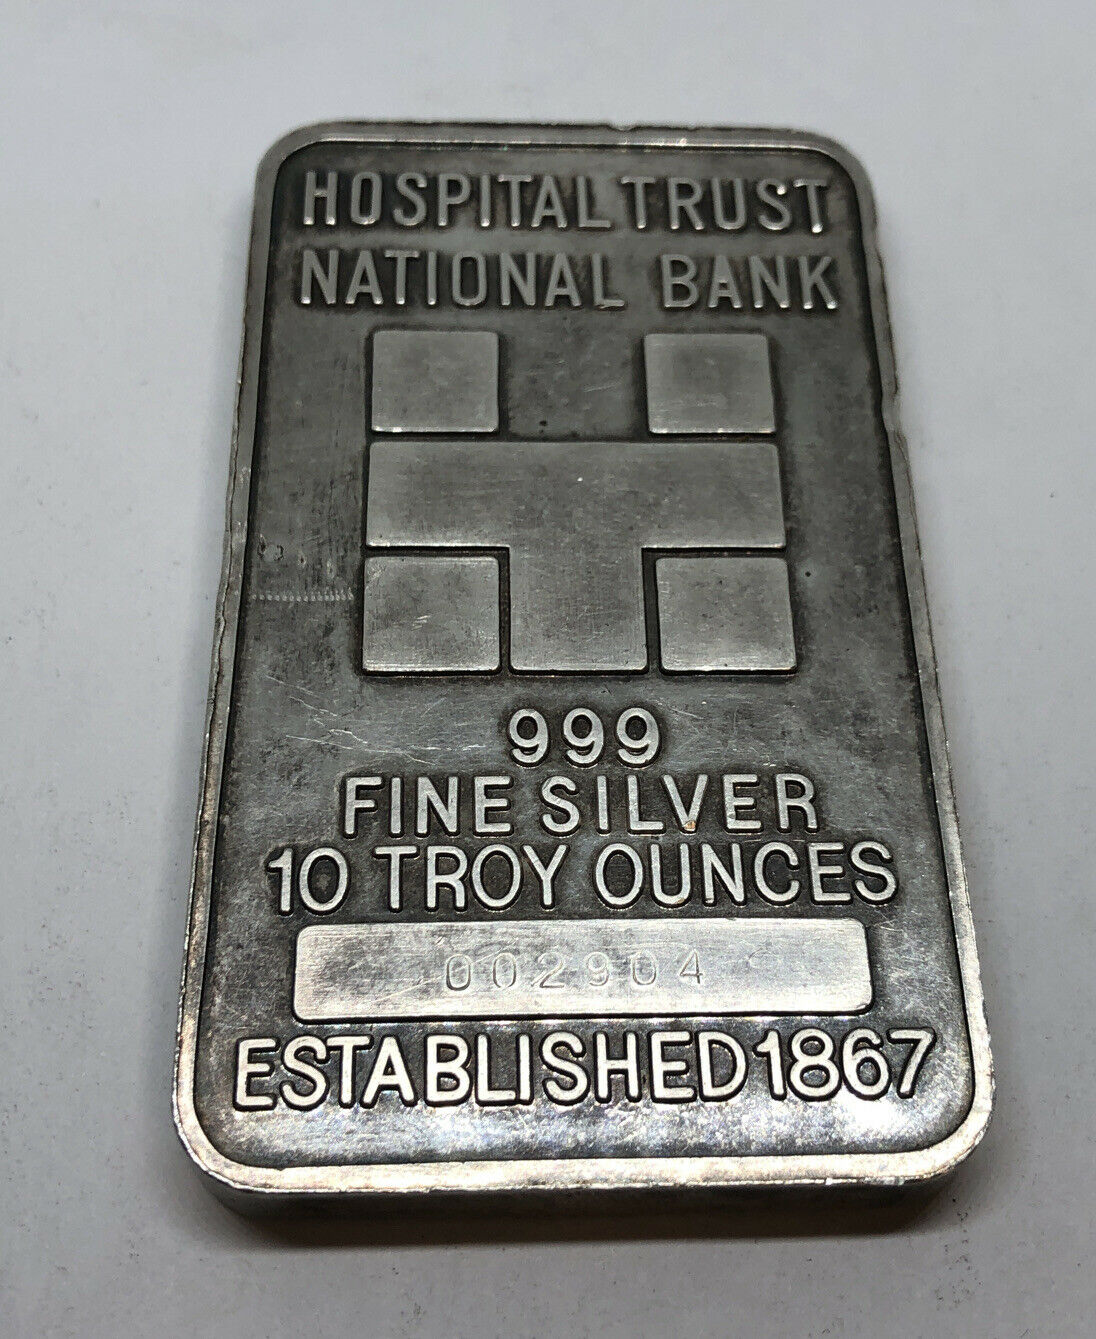 HOSPITAL TRUST
NATIONAL BANK
999
FINE SILVER
10 TROY OUNCES
002904
ESTABLISHED 1867